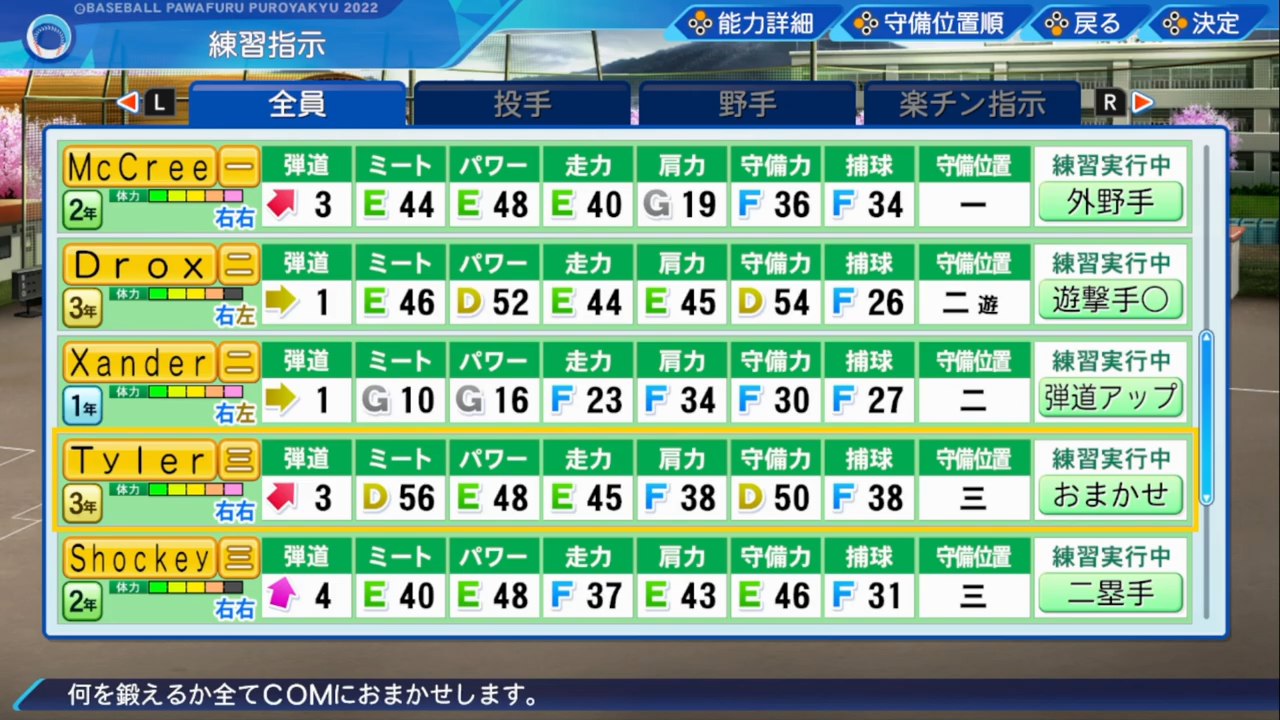 ©BASEBALL PAWAFURU PUROYAKYU 2022
練習指示
能力詳細 守備位置順 戻る 決定
L 全員 投手 野手 楽チン指示 R
McCree 一 弾道 ミート パワー 走力 肩力 守備力 捕球 守備位置 練習実行中
2年 体力 右右 3 E 44 E 48 E 40 G 19 F 36 F 34 一 外野手
Drox 二 弾道 ミート パワー 走力 肩力 守備力 捕球 守備位置 練習実行中
3年 体力 右左 1 E 46 D 52 E 44 E 45 D 54 F 26 二 遊 遊撃手〇
Xander 二 弾道 ミート パワー 走力 肩力 守備力 捕球 守備位置 練習実行中
1年 体力 右左 1 G 10 G 16 F 23 F 34 F 30 F 27 二 弾道アップ
Tyler 三 弾道 ミート パワー 走力 肩力 守備力 捕球 守備位置 練習実行中
3年 体力 右右 3 D 56 E 48 E 45 F 38 D 50 F 38 三 おまかせ
Shockey 三 弾道 ミート パワー 走力 肩力 守備力 捕球 守備位置 練習実行中
2年 体力 右右 4 E 40 E 48 F 37 E 43 E 46 F 31 三 二塁手
何を鍛えるか全てCOMにおまかせします。